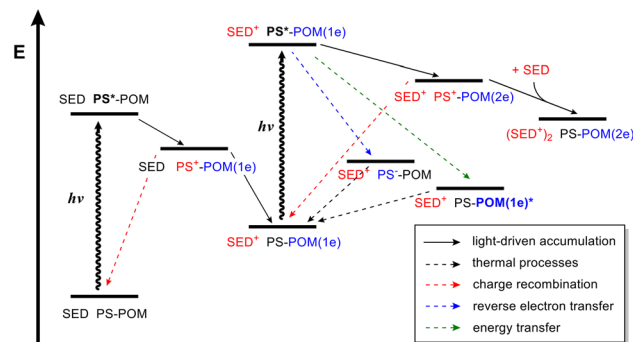 E
SED⁺ PS*-POM(1e)
+ SED
SED⁺ PS⁺-POM(2e)
SED PS*-POM
(SED⁺)₂ PS-POM(2e)
hν
SED PS⁺-POM(1e)
hν
SED⁺ PS⁻-POM
SED⁺ PS-POM(1e)*
SED⁺ PS-POM(1e)
SED PS-POM
light-driven accumulation
thermal processes
charge recombination
reverse electron transfer
energy transfer